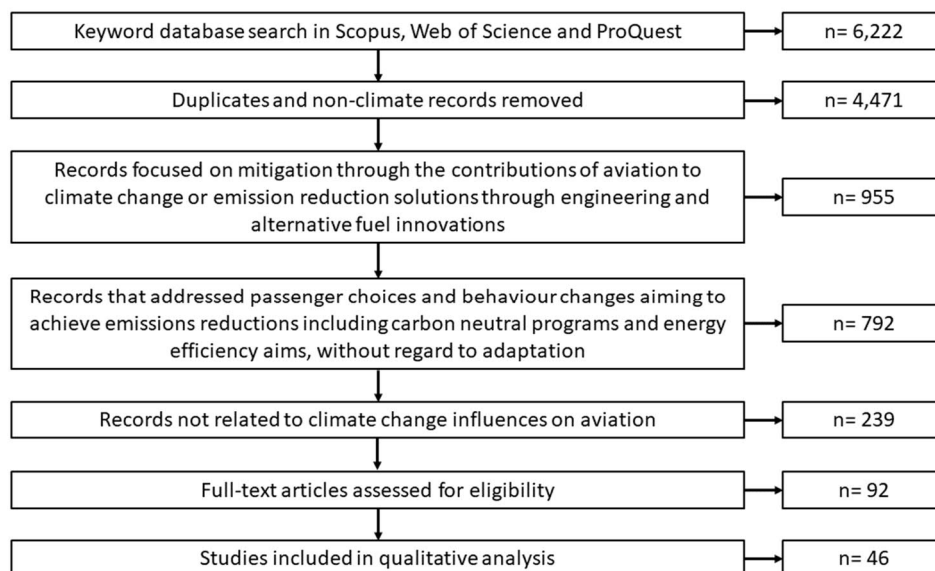 Keyword database search in Scopus, Web of Science and ProQuest
n= 6,222
Duplicates and non-climate records removed
n= 4,471
Records focused on mitigation through the contributions of aviation to
climate change or emission reduction solutions through engineering and
alternative fuel innovations
n= 955
Records that addressed passenger choices and behaviour changes aiming to
achieve emissions reductions including carbon neutral programs and energy
efficiency aims, without regard to adaptation
n= 792
Records not related to climate change influences on aviation
n= 239
Full-text articles assessed for eligibility
n= 92
Studies included in qualitative analysis
n= 46